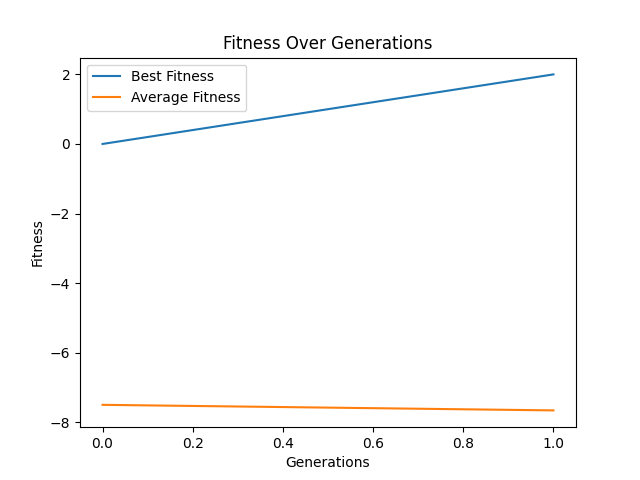 Fitness Over Generations
Best Fitness
Average Fitness
2
0
−2
−4
−6
−8
Fitness
0.0 0.2 0.4 0.6 0.8 1.0
Generations